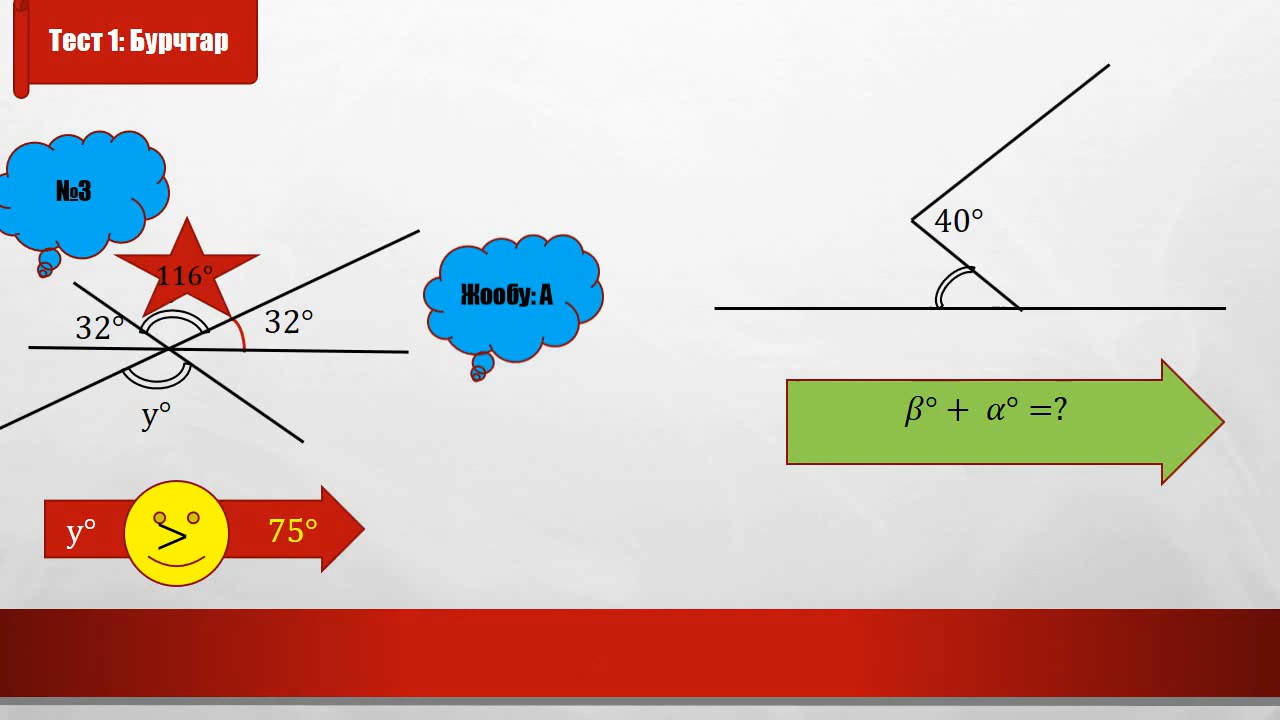 Тест 1: Бурчтар
№3
116°
32°
32°
y°
Жообу: А
y° > 75°
40°
𝛽° + 𝛼° =?